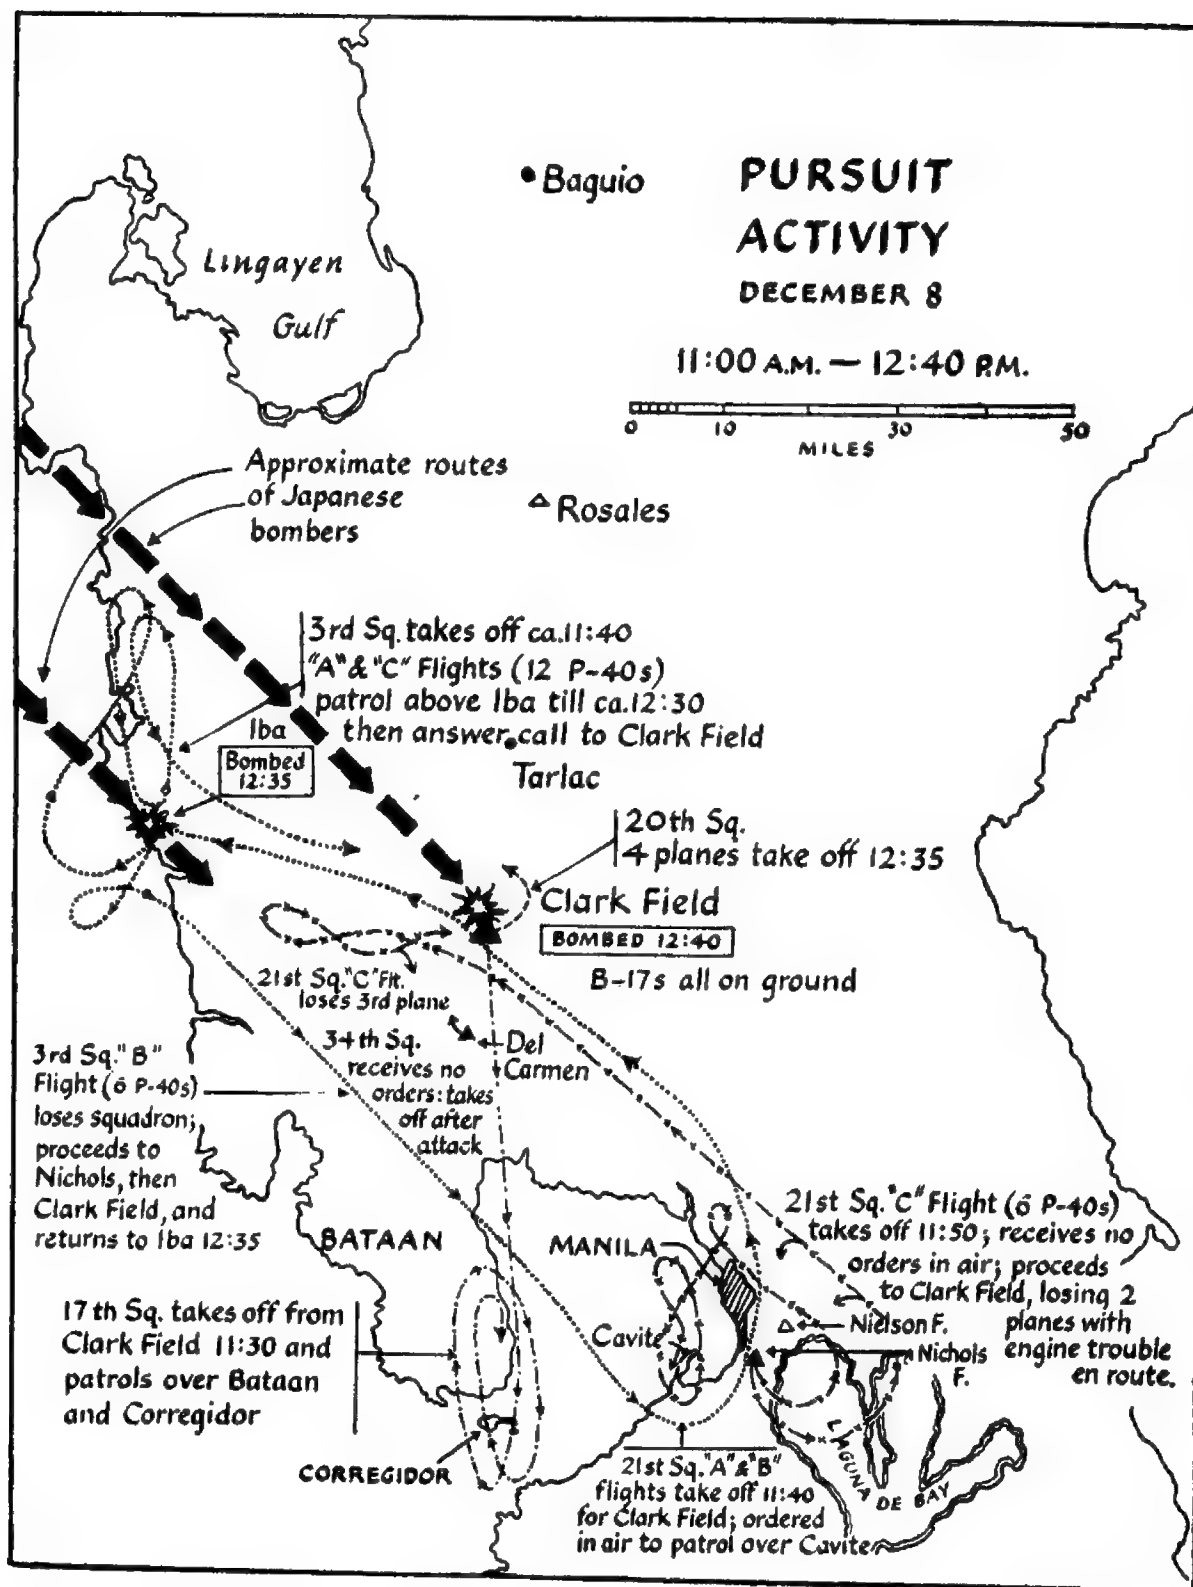 PURSUIT
ACTIVITY
DECEMBER 8
11:00 A.M. — 12:40 P.M.
0 10 30 50
MILES
Baguio
Lingayen
Gulf
Approximate routes
of Japanese
bombers
Rosales
3rd Sq. takes off ca. 11:40
"A" & "C" Flights (12 P-40s)
patrol above Iba till ca. 12:30
then answer call to Clark Field
Iba
Bombed
12:35
Tarlac
20th Sq.
4 planes take off 12:35
Clark Field
BOMBED 12:40
B-17s all on ground
21st Sq. "C" Flt.
loses 3rd plane
34th Sq.
receives no
orders: takes
off after
attack
Del
Carmen
3rd Sq. "B"
Flight (6 P-40s)
loses squadron;
proceeds to
Nichols, then
Clark Field, and
returns to Iba 12:35
BATAAN
MANILA
21st Sq. "C" Flight (6 P-40s)
takes off 11:50; receives no
orders in air; proceeds
to Clark Field, losing 2
planes with
engine trouble
en route.
Nielson F.
Nichols
F.
Cavite
17th Sq. takes off from
Clark Field 11:30 and
patrols over Bataan
and Corregidor
CORREGIDOR
21st Sq. "A" & "B"
flights take off 11:40
for Clark Field; ordered
in air to patrol over Cavite
LAGUNA
DE BAY